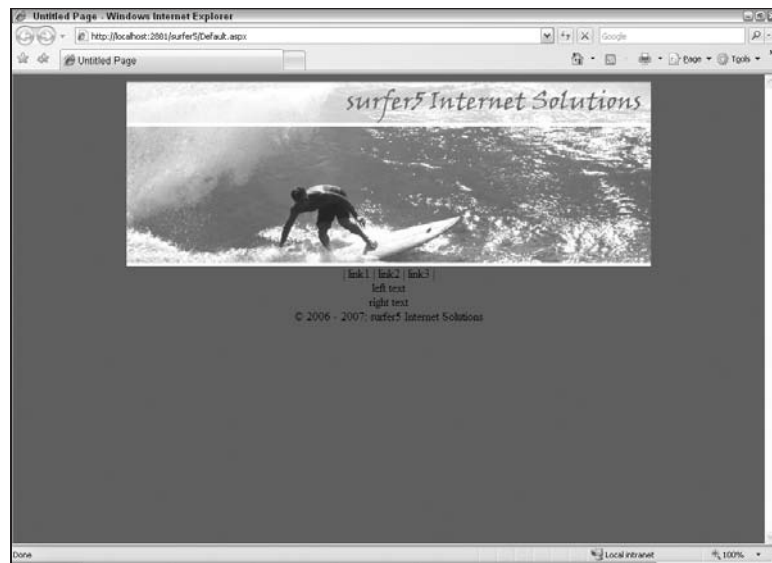 Untitled Page - Windows Internet Explorer
http://localhost:2881/surfer5/Default.aspx
Google
Untitled Page
Page
Tools
surfer5 Internet Solutions
| link1 | link2 | link3 |
left text
right text
© 2006 - 2007: surfer5 Internet Solutions
Done
Local intranet
100%